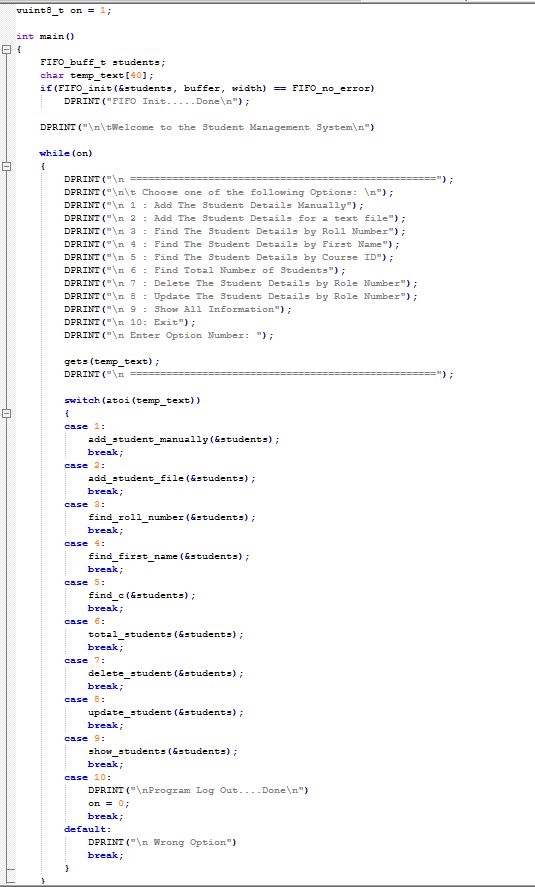 vuint8_t on = 1;
int main()
{
FIFO_buff_t students;
char temp_text[40];
if(FIFO_init(&students, buffer, width) == FIFO_no_error)
DPRINT("FIFO Init.....Done\n");
DPRINT("\n\tWelcome to the Student Management System\n")
while(on)
{
DPRINT("\n ===================================================");
DPRINT("\n\t Choose one of the following Options: \n");
DPRINT("\n 1 : Add The Student Details Manually");
DPRINT("\n 2 : Add The Student Details for a text file");
DPRINT("\n 3 : Find The Student Details by Roll Number");
DPRINT("\n 4 : Find The Student Details by First Name");
DPRINT("\n 5 : Find The Student Details by Course ID");
DPRINT("\n 6 : Find Total Number of Students");
DPRINT("\n 7 : Delete The Student Details by Role Number");
DPRINT("\n 8 : Update The Student Details by Role Number");
DPRINT("\n 9 : Show All Information");
DPRINT("\n 10: Exit");
DPRINT("\n Enter Option Number: ");
gets(temp_text);
DPRINT("\n ===================================================");
switch(atoi(temp_text))
{
case 1:
add_student_manually(&students);
break;
case 2:
add_student_file(&students);
break;
case 3:
find_roll_number(&students);
break;
case 4:
find_first_name(&students);
break;
case 5:
find_c(&students);
break;
case 6:
total_students(&students);
break;
case 7:
delete_student(&students);
break;
case 8:
update_student(&students);
break;
case 9:
show_students(&students);
break;
case 10:
DPRINT("\nProgram Log Out....Done\n")
on = 0;
break;
default:
DPRINT("\n Wrong Option")
break;
}
}